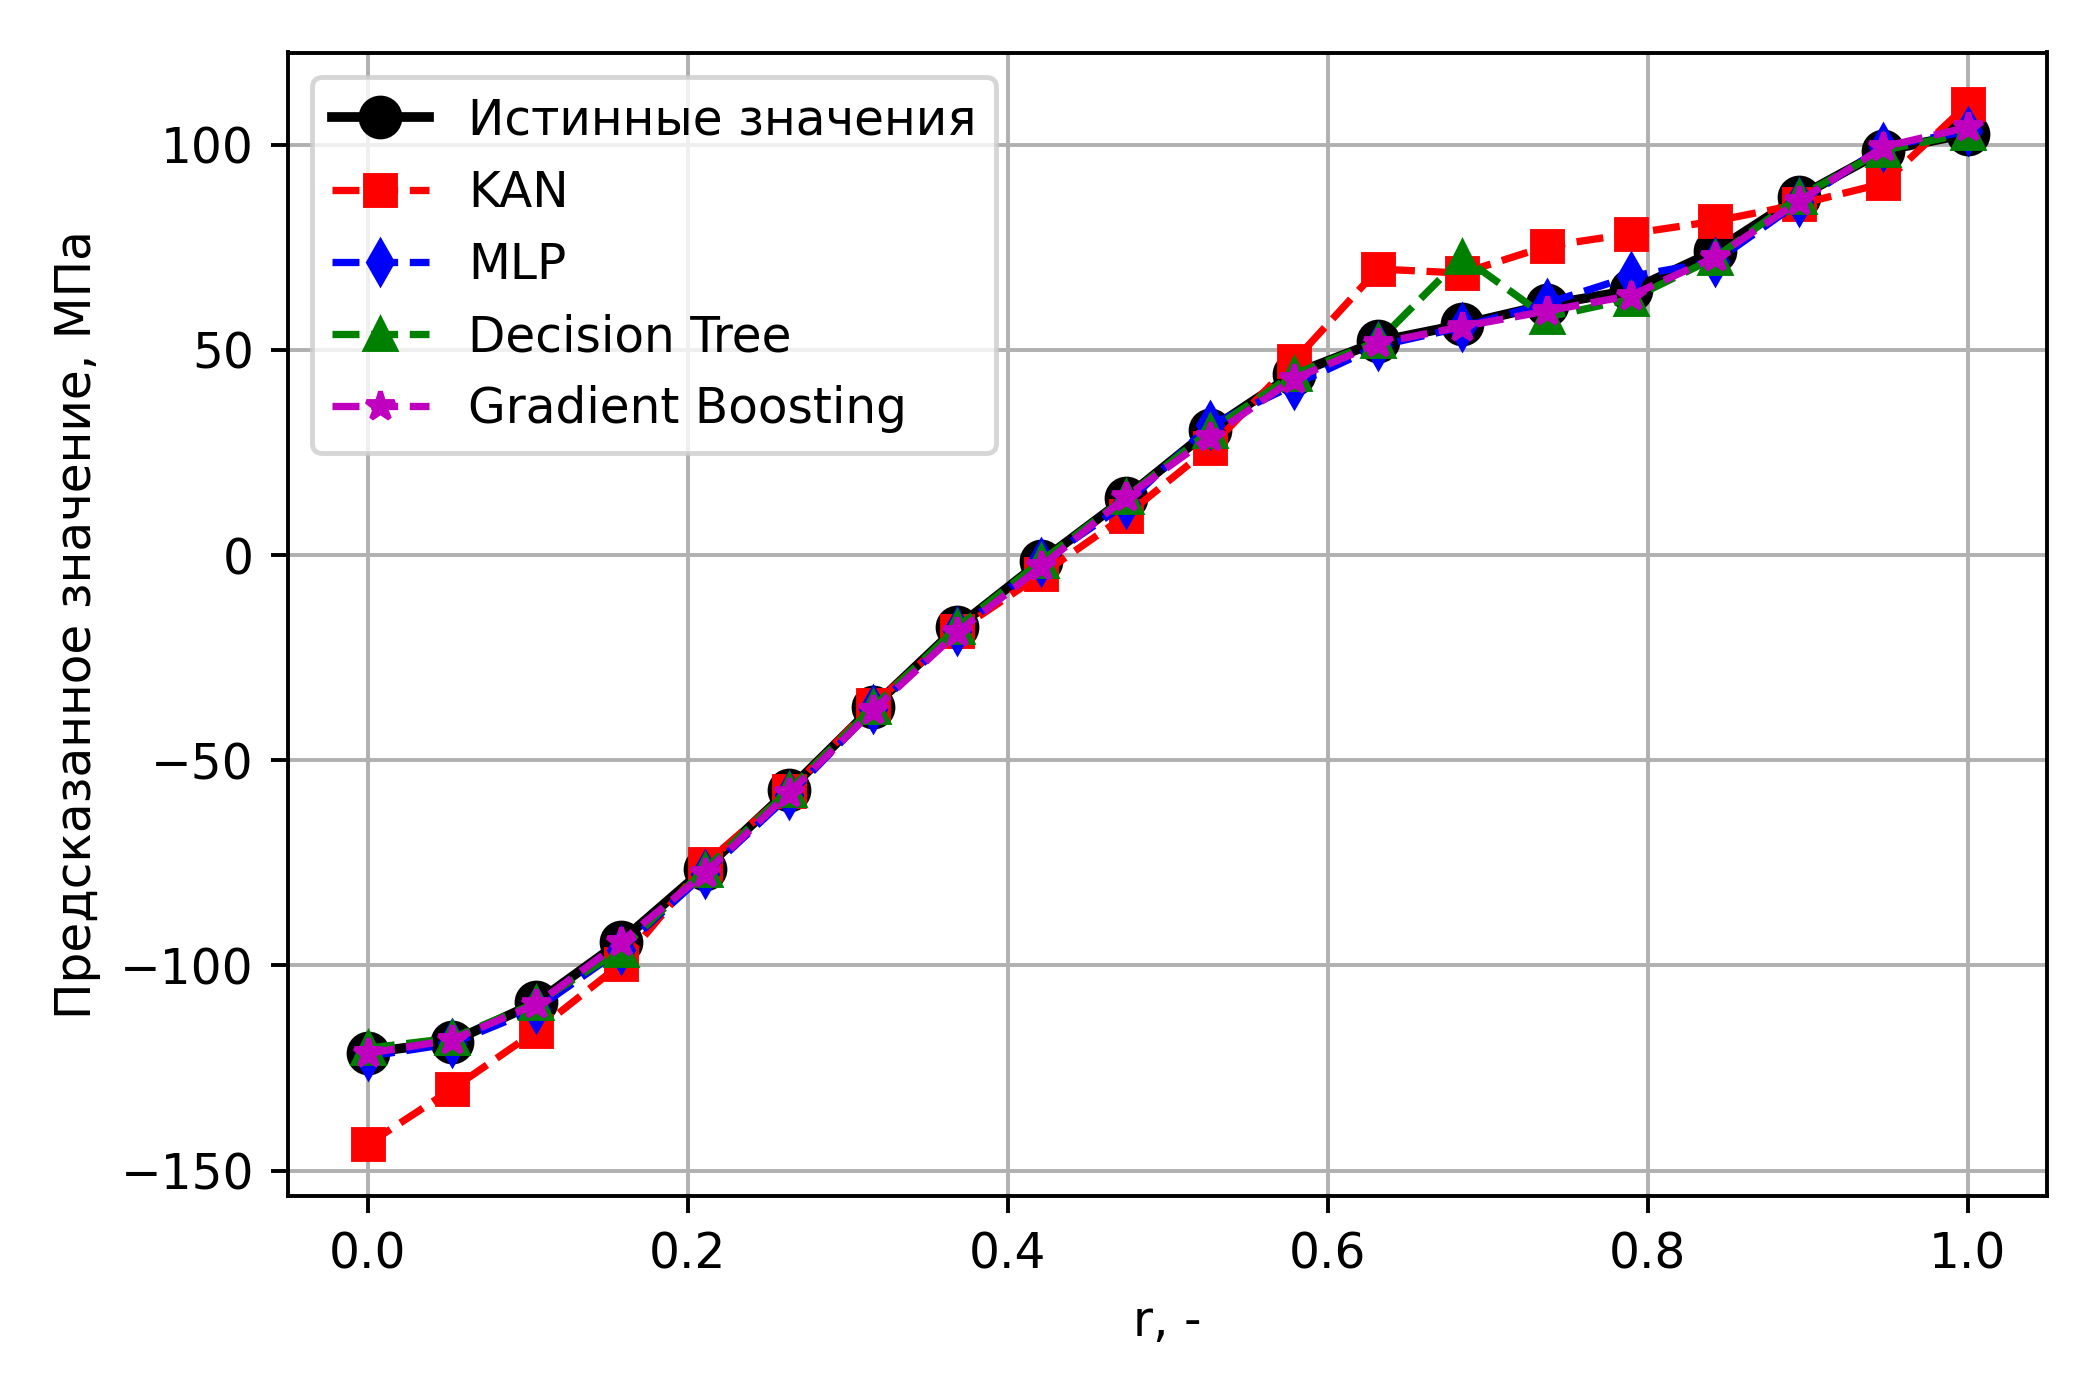 Предсказанное значение, МПа
100
50
0
−50
−100
−150
Истинные значения
KAN
MLP
Decision Tree
Gradient Boosting
0.0 0.2 0.4 0.6 0.8 1.0
r, -